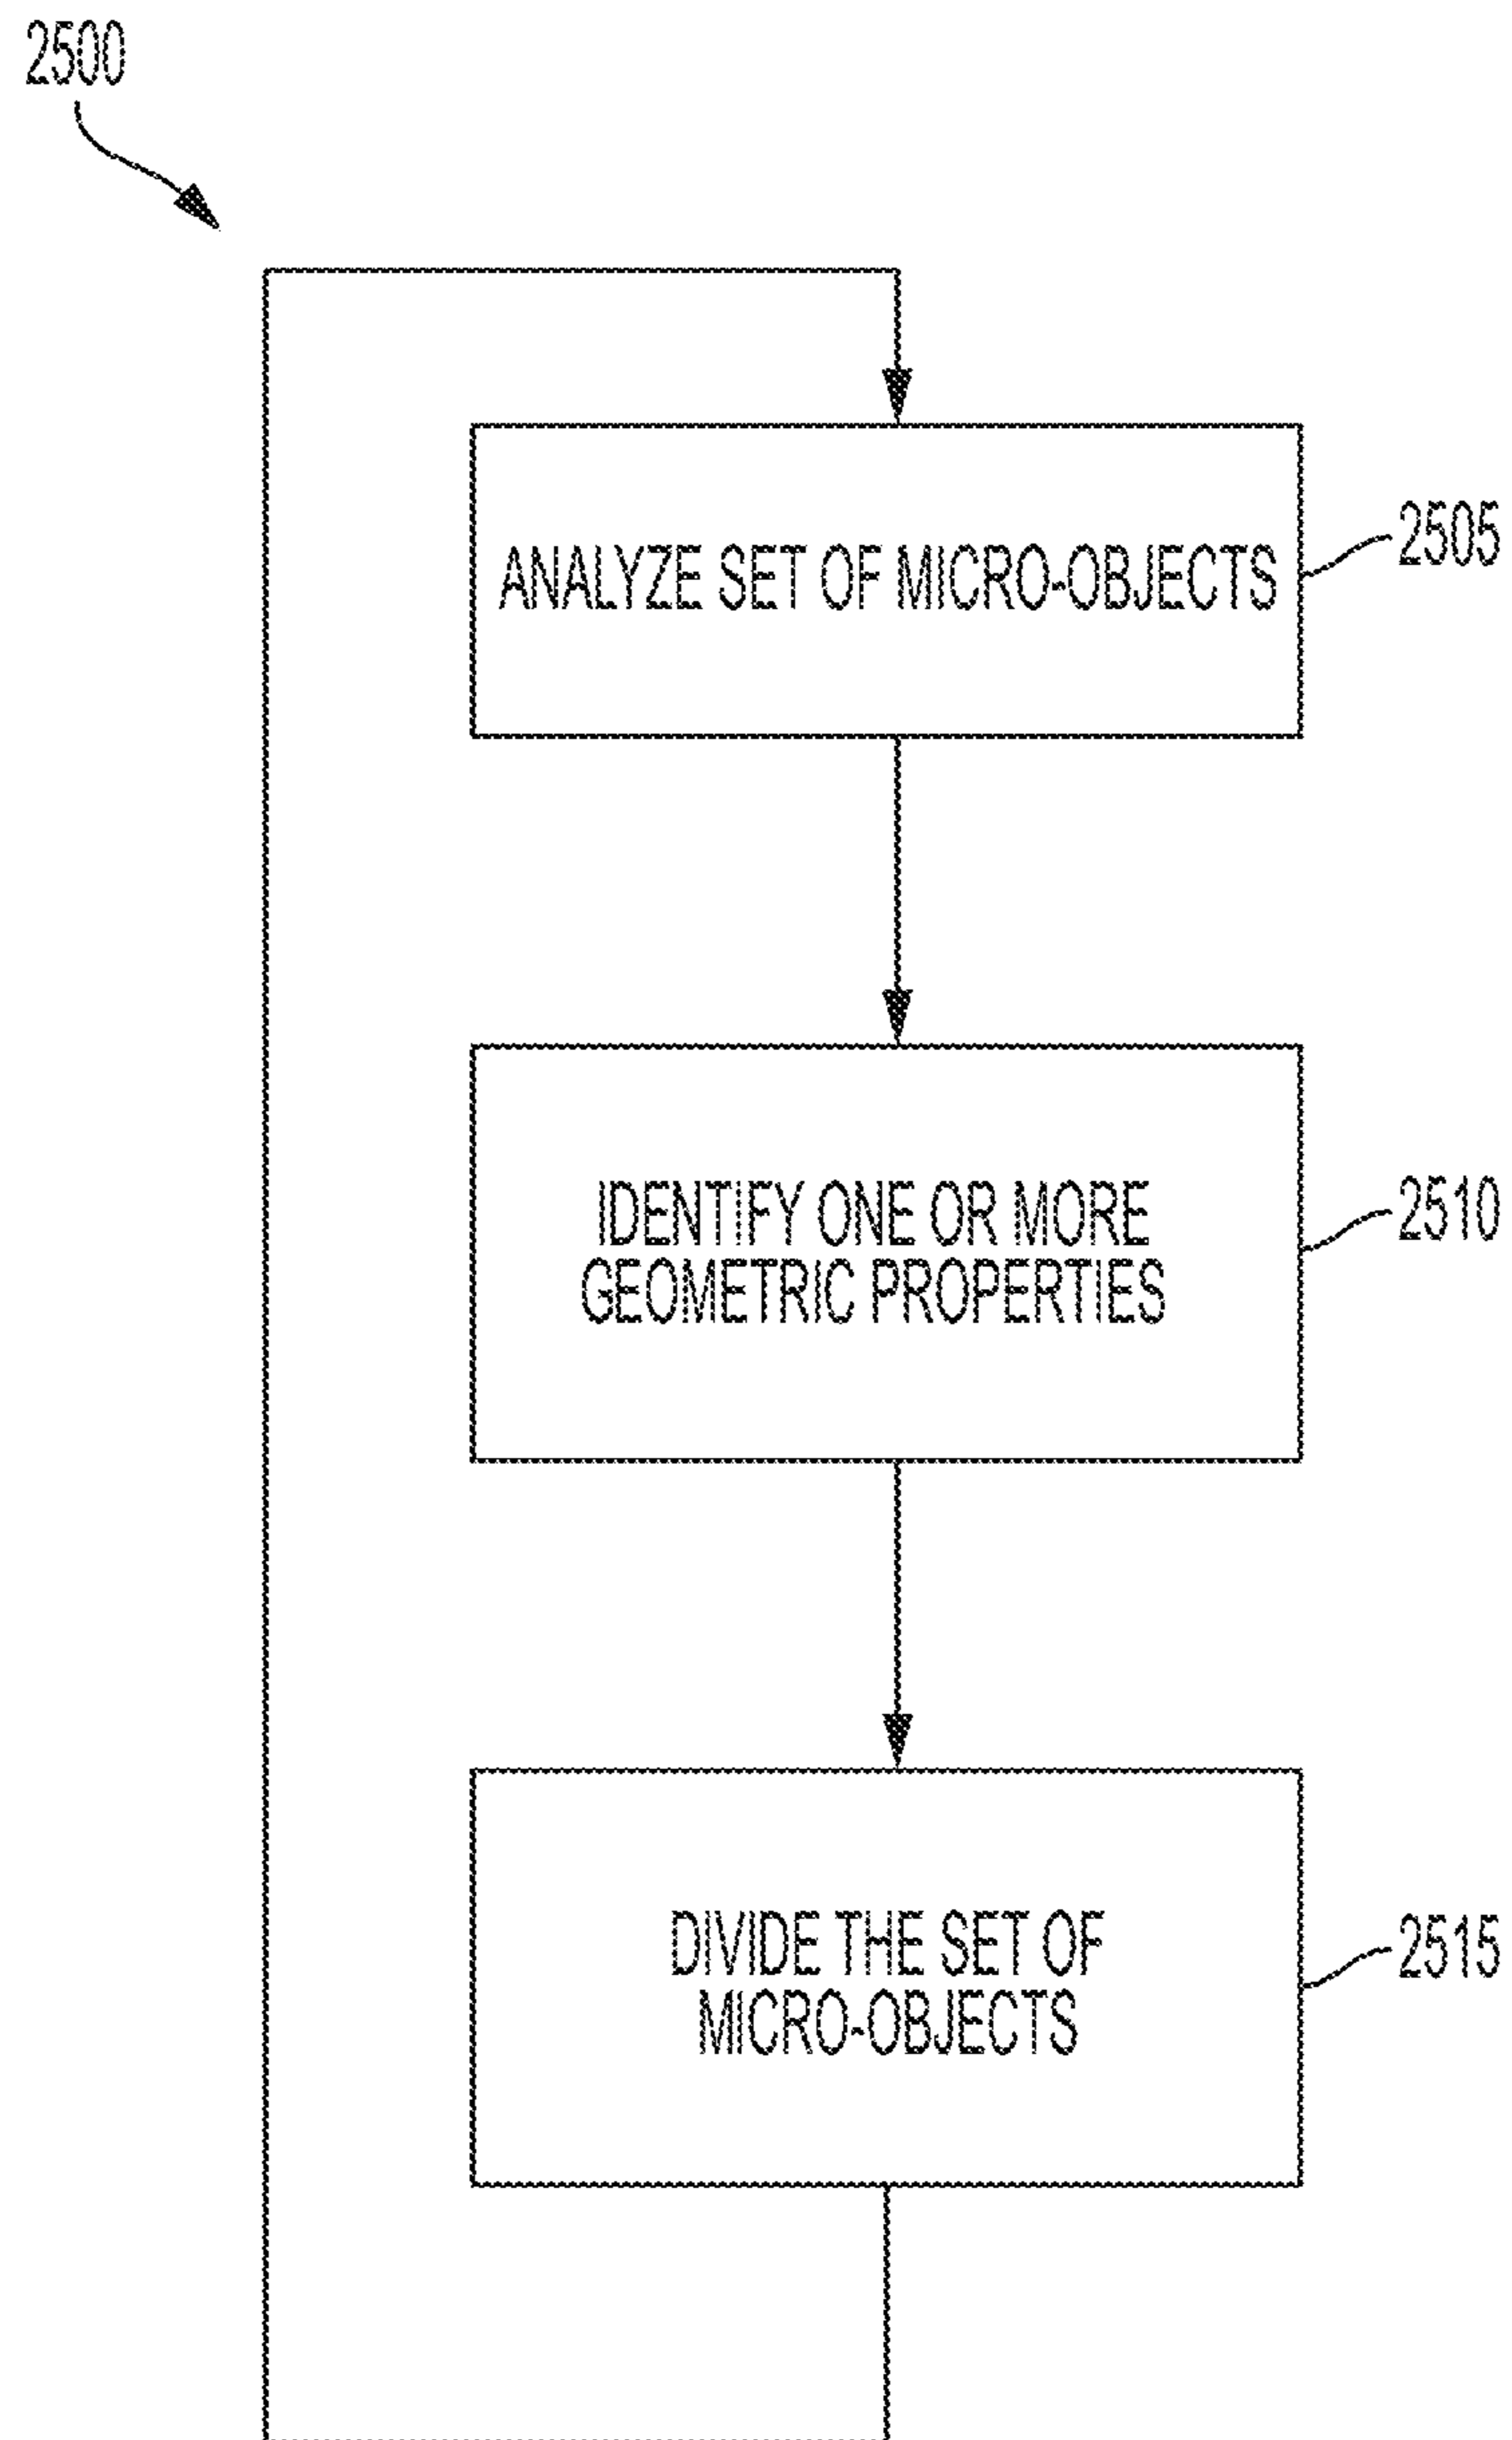 2500
ANALYZE SET OF MICRO-OBJECTS
2505
IDENTIFY ONE OR MORE
GEOMETRIC PROPERTIES
2510
DIVIDE THE SET OF
MICRO-OBJECTS
2515